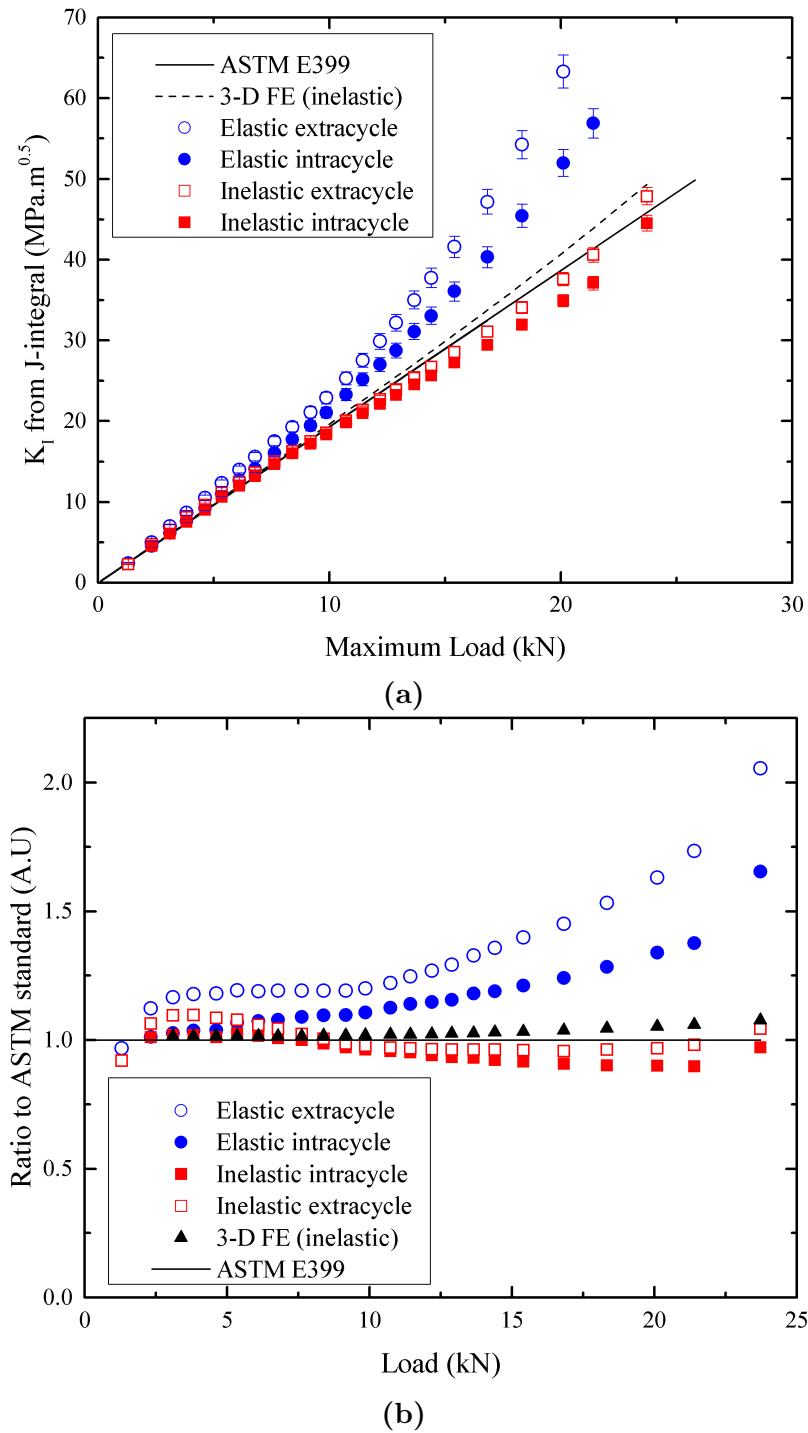 70
60
50
40
30
20
10
0
K_I from J-integral (MPa.m^0.5)
ASTM E399
3-D FE (inelastic)
Elastic extracycle
Elastic intracycle
Inelastic extracycle
Inelastic intracycle
0 10 20 30
Maximum Load (kN)
(a)
2.0
1.5
1.0
0.5
0.0
Ratio to ASTM standard (A.U)
Elastic extracycle
Elastic intracycle
Inelastic intracycle
Inelastic extracycle
3-D FE (inelastic)
ASTM E399
0 5 10 15 20 25
Load (kN)
(b)